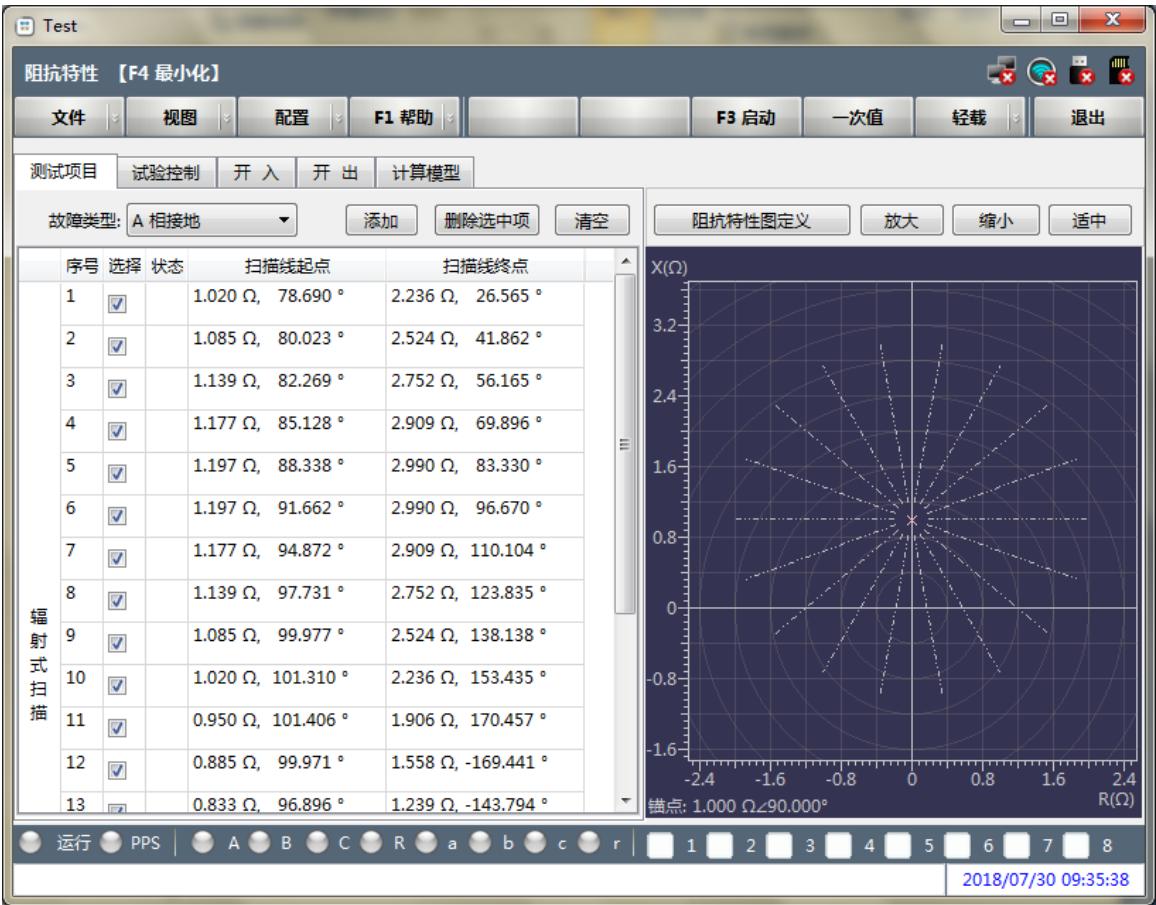 Test
阻抗特性 【F4 最小化】
文件 视图 配置 F1 帮助 F3 启动 一次值 轻载 退出
测试项目 试验控制 开 入 开 出 计算模型
故障类型: A 相接地 添加 删除选中项 清空 阻抗特性图定义 放大 缩小 适中
序号 选择 状态 扫描线起点 扫描线终点
1 1.020 Ω, 78.690 ° 2.236 Ω, 26.565 °
2 1.085 Ω, 80.023 ° 2.524 Ω, 41.862 °
3 1.139 Ω, 82.269 ° 2.752 Ω, 56.165 °
4 1.177 Ω, 85.128 ° 2.909 Ω, 69.896 °
5 1.197 Ω, 88.338 ° 2.990 Ω, 83.330 °
6 1.197 Ω, 91.662 ° 2.990 Ω, 96.670 °
7 1.177 Ω, 94.872 ° 2.909 Ω, 110.104 °
8 1.139 Ω, 97.731 ° 2.752 Ω, 123.835 °
9 1.085 Ω, 99.977 ° 2.524 Ω, 138.138 °
10 1.020 Ω, 101.310 ° 2.236 Ω, 153.435 °
11 0.950 Ω, 101.406 ° 1.906 Ω, 170.457 °
12 0.885 Ω, 99.971 ° 1.558 Ω, -169.441 °
13 0.833 Ω, 96.896 ° 1.239 Ω, -143.794 °
辐射式扫描
X(Ω)
3.2
2.4
1.6
0.8
0
-0.8
-1.6
-2.4 -1.6 -0.8 0 0.8 1.6 2.4
R(Ω)
锚点: 1.000 Ω∠90.000°
运行 PPS A B C R a b c r 1 2 3 4 5 6 7 8
2018/07/30 09:35:38